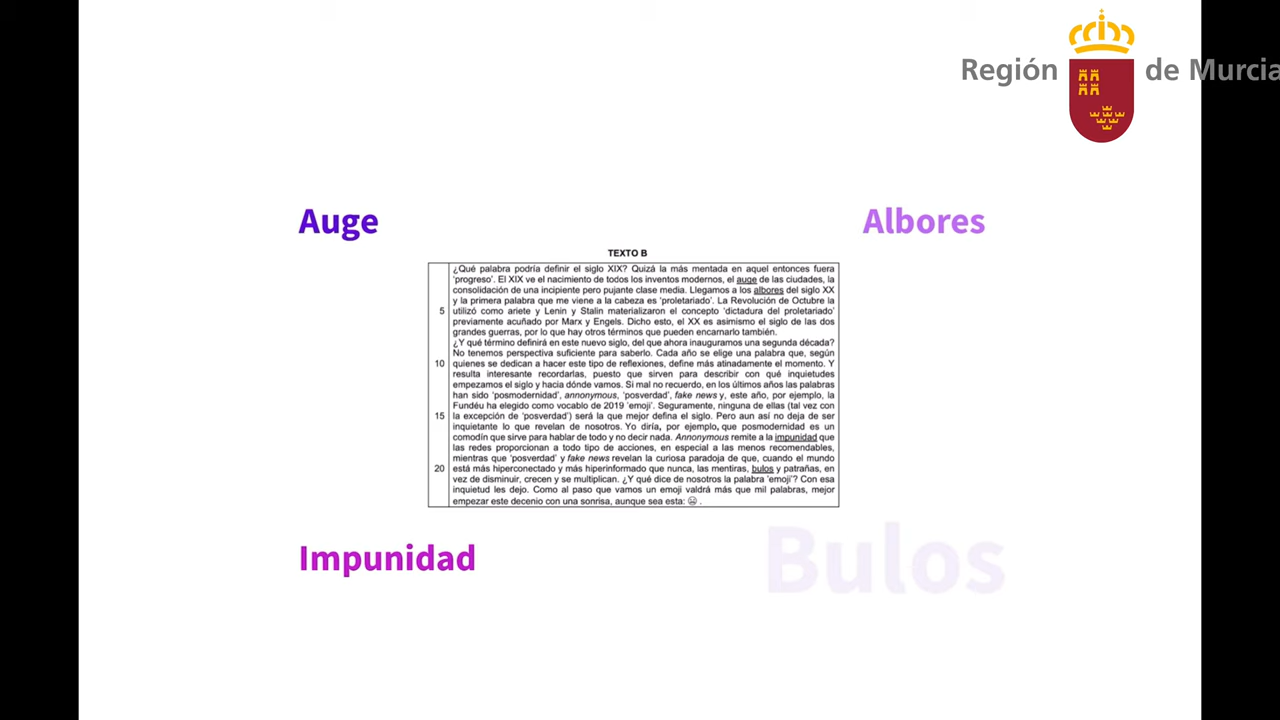 Región de Murcia
Auge
Albores
TEXTO B
¿Qué palabra podría definir el siglo XIX? Quizá la más mentada en aquel entonces fuera
'progreso'. El XIX ve el nacimiento de todos los inventos modernos, el auge de las ciudades, la
consolidación de una incipiente pero pujante clase media. Llegamos a los albores del siglo XX
y la primera palabra que me viene a la cabeza es 'proletariado'. La Revolución de Octubre la
5 utilizó como ariete y Lenin y Stalin materializaron el concepto 'dictadura del proletariado'
previamente acuñado por Marx y Engels. Dicho esto, el XX es asimismo el siglo de las dos
grandes guerras, por lo que hay otros términos que pueden encarnarlo también.
¿Y qué término definirá en este nuevo siglo, del que ahora inauguramos una segunda década?
No tenemos perspectiva suficiente para saberlo. Cada año se elige una palabra que, según
10 quienes se dedican a hacer este tipo de reflexiones, define más atinadamente el momento. Y
resulta interesante recordarlas, puesto que sirven para describir con qué inquietudes
empezamos el siglo y hacia dónde vamos. Si mal no recuerdo, en los últimos años las palabras
han sido 'posmodernidad', annonymous, 'posverdad', fake news y, este año, por ejemplo, la
Fundéu ha elegido como vocablo de 2019 'emoji'. Seguramente, ninguna de ellas (tal vez con
15 la excepción de 'posverdad') será la que mejor defina el siglo. Pero aun así no deja de ser
inquietante lo que revelan de nosotros. Yo diría, por ejemplo, que posmodernidad es un
comodín que sirve para hablar de todo y no decir nada. Annonymous remite a la impunidad que
las redes proporcionan a todo tipo de acciones, en especial a las menos recomendables,
mientras que 'posverdad' y fake news revelan la curiosa paradoja de que, cuando el mundo
20 está más hiperconectado y más hiperinformado que nunca, las mentiras, bulos y patrañas, en
vez de disminuir, crecen y se multiplican. ¿Y qué dice de nosotros la palabra 'emoji'? Con esa
inquietud les dejo. Como al paso que vamos un emoji valdrá más que mil palabras, mejor
empezar este decenio con una sonrisa, aunque sea esta: 😬 .
Impunidad
Bulos